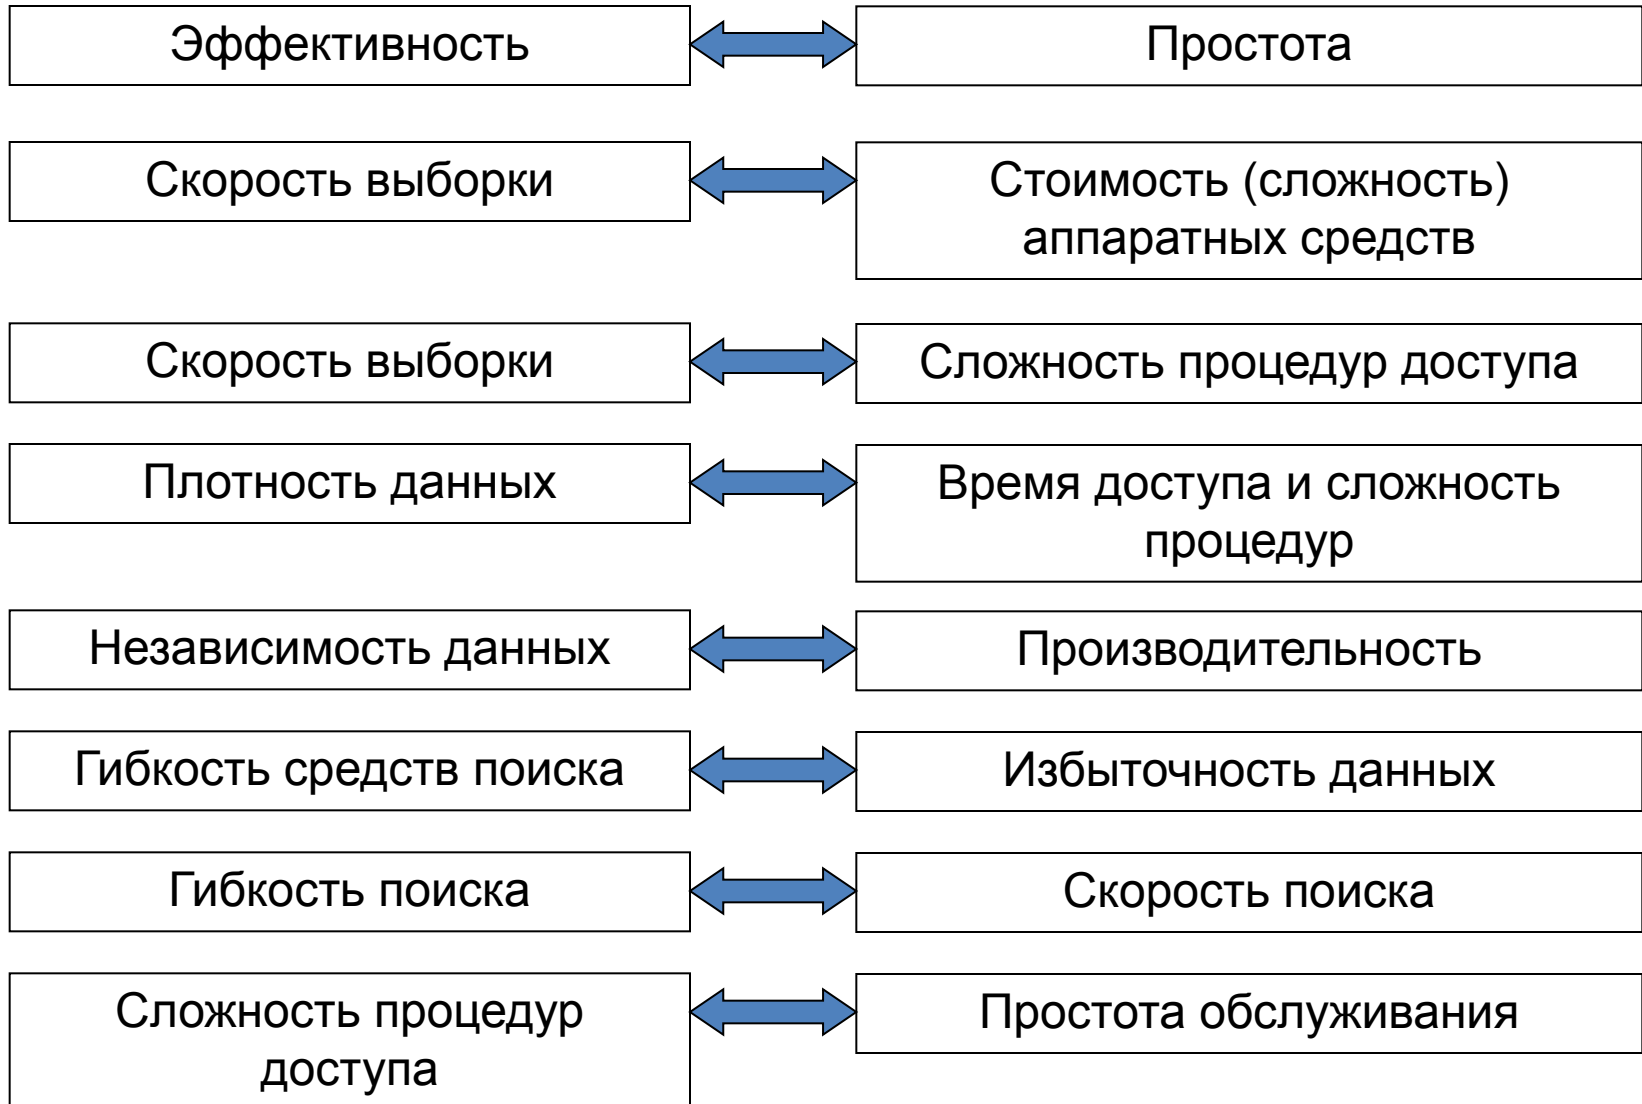 Эффективность
Простота
Скорость выборки
Стоимость (сложность)
аппаратных средств
Скорость выборки
Сложность процедур доступа
Плотность данных
Время доступа и сложность
процедур
Независимость данных
Производительность
Гибкость средств поиска
Избыточность данных
Гибкость поиска
Скорость поиска
Сложность процедур
доступа
Простота обслуживания